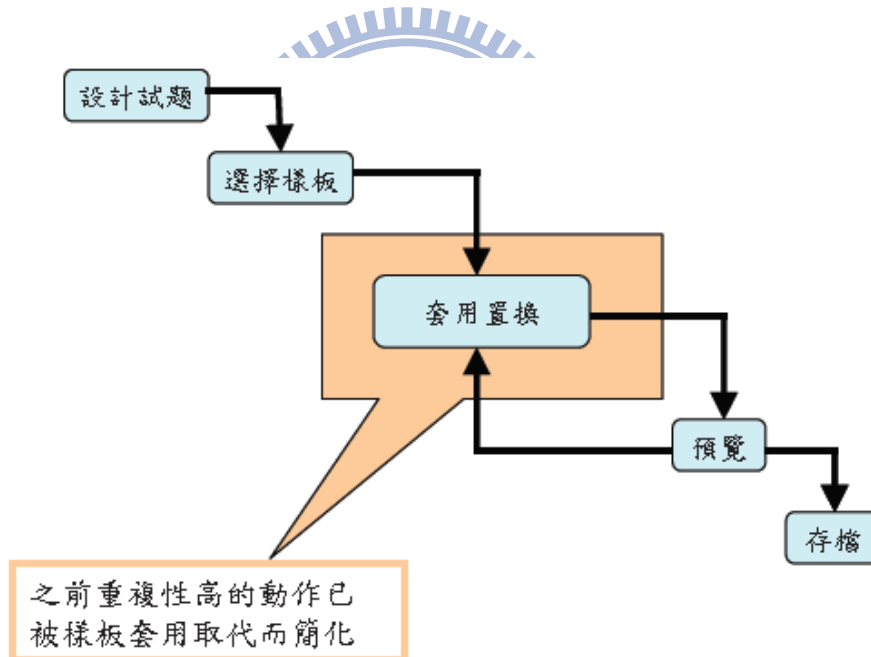 設計試題
選擇樣板
套用置換
預覽
存檔
之前重複性高的動作已
被樣板套用取代而簡化